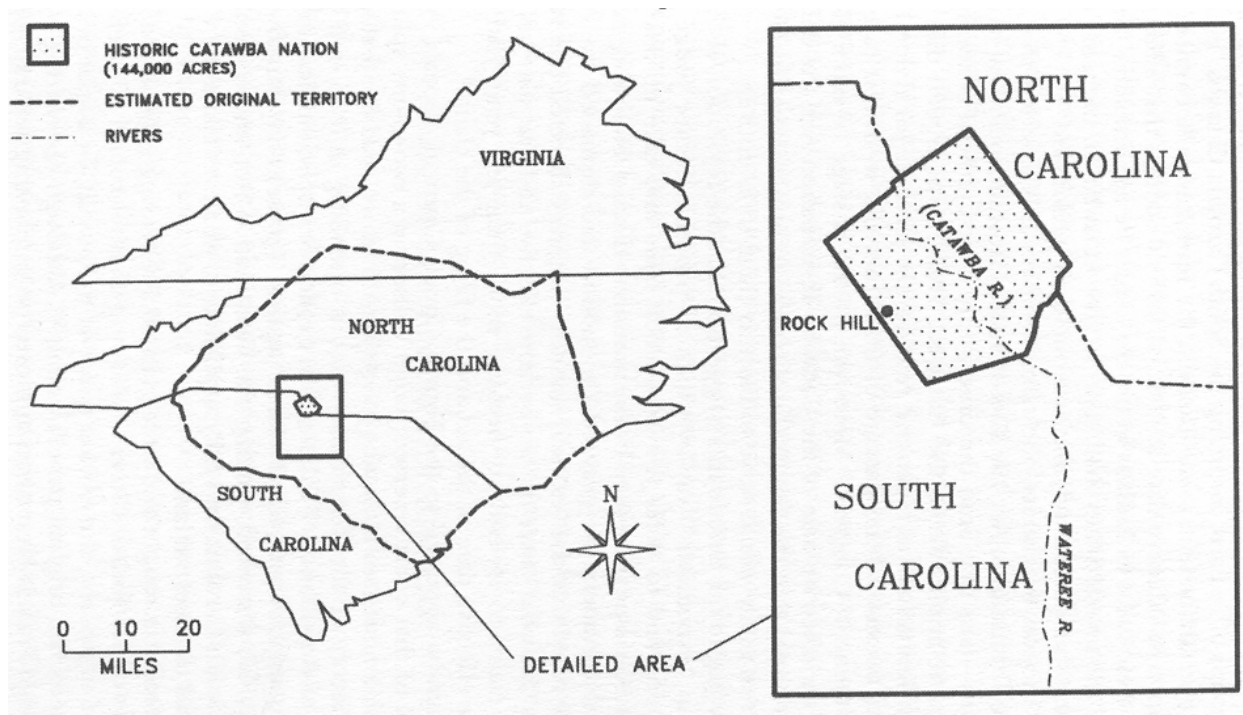 HISTORIC CATAWBA NATION
(144,000 ACRES)
ESTIMATED ORIGINAL TERRITORY
RIVERS
VIRGINIA
NORTH
CAROLINA
SOUTH
CAROLINA
N
0 10 20
MILES
DETAILED AREA
NORTH
CAROLINA
(CATAWBA R.)
ROCK HILL
SOUTH
CAROLINA
WATEREE R.